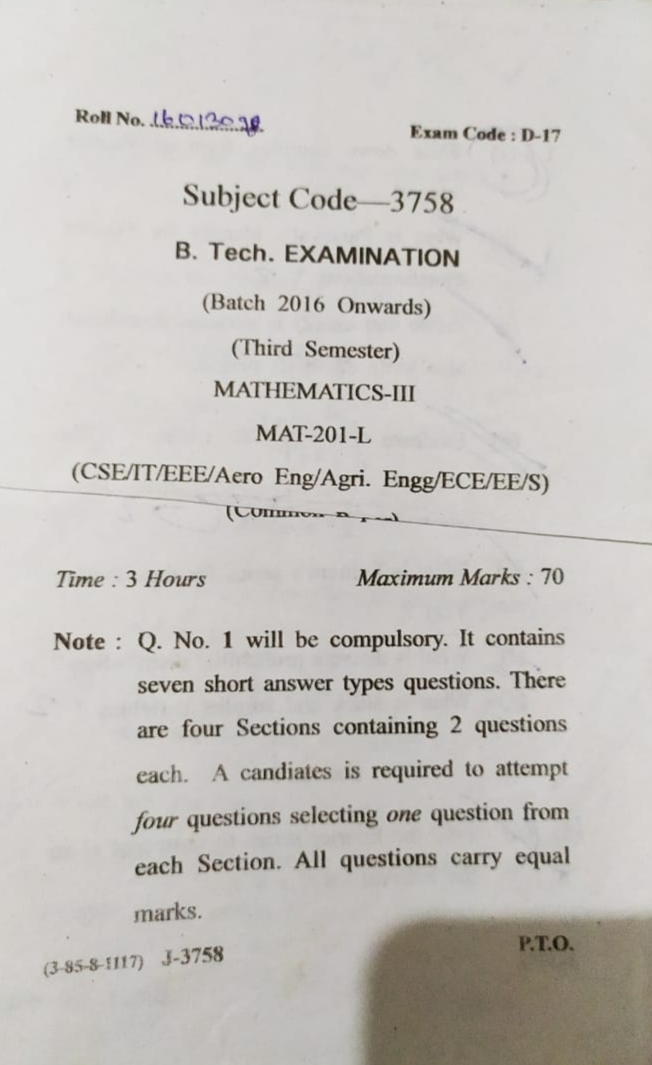 Roll No. 16013038
Exam Code : D-17
Subject Code—3758
B. Tech. EXAMINATION
(Batch 2016 Onwards)
(Third Semester)
MATHEMATICS-III
MAT-201-L
(CSE/IT/EEE/Aero Eng/Agri. Engg/ECE/EE/S)
Time : 3 Hours Maximum Marks : 70
Note : Q. No. 1 will be compulsory. It contains
seven short answer types questions. There
are four Sections containing 2 questions
each. A candiates is required to attempt
four questions selecting one question from
each Section. All questions carry equal
marks.
(3-85-8-1117) J-3758
P.T.O.